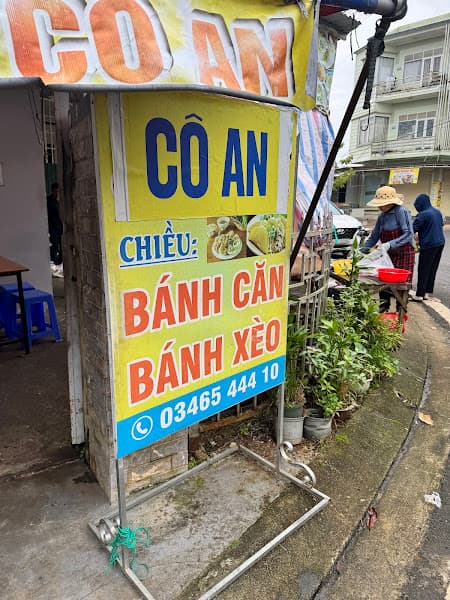 CÔ AN
CÔ AN
CHIỀU:
BÁNH CĂN
BÁNH XÈO
03465 444 10